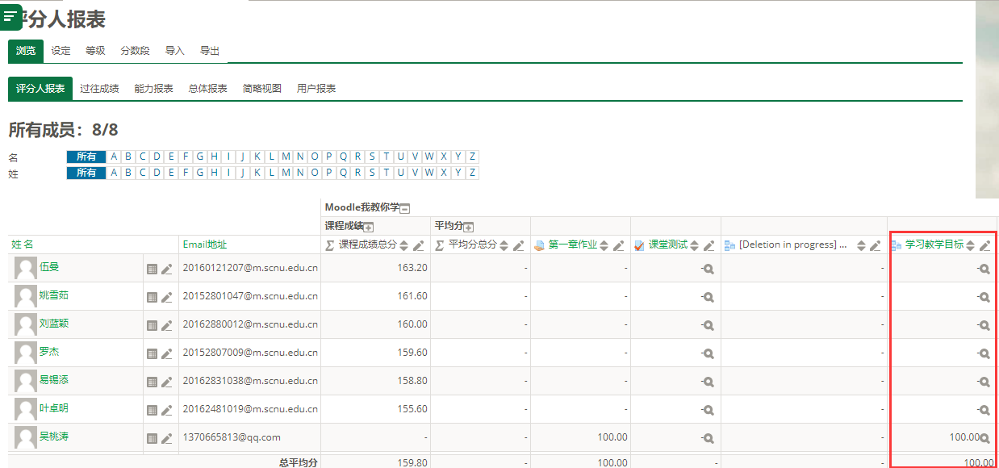 评分人报表
浏览 设定 等级 分数段 导入 导出
评分人报表 过往成绩 能力报表 总体报表 简略视图 用户报表
所有成员：8/8
名 所有 A B C D E F G H I J K L M N O P Q R S T U V W X Y Z
姓 所有 A B C D E F G H I J K L M N O P Q R S T U V W X Y Z
Moodle我教你学
课程成绩 平均分
姓 名 Email地址 课程成绩总分 平均分总分 第一章作业 课堂测试 [Deletion in progress] ... 学习教学目标
伍曼 20160121207@m.scnu.edu.cn 163.20 - - - - -
姚雪茹 20152801047@m.scnu.edu.cn 161.60 - - - - -
刘蓝颖 20162880012@m.scnu.edu.cn 160.00 - - - - -
罗杰 20152807009@m.scnu.edu.cn 159.60 - - - - -
易锡添 20162831038@m.scnu.edu.cn 158.80 - - - - -
叶卓明 20162481019@m.scnu.edu.cn 155.60 - - - - -
吴桃涛 1370665813@qq.com - - 100.00 - - 100.00
总平均分 159.80 - 100.00 - - 100.00